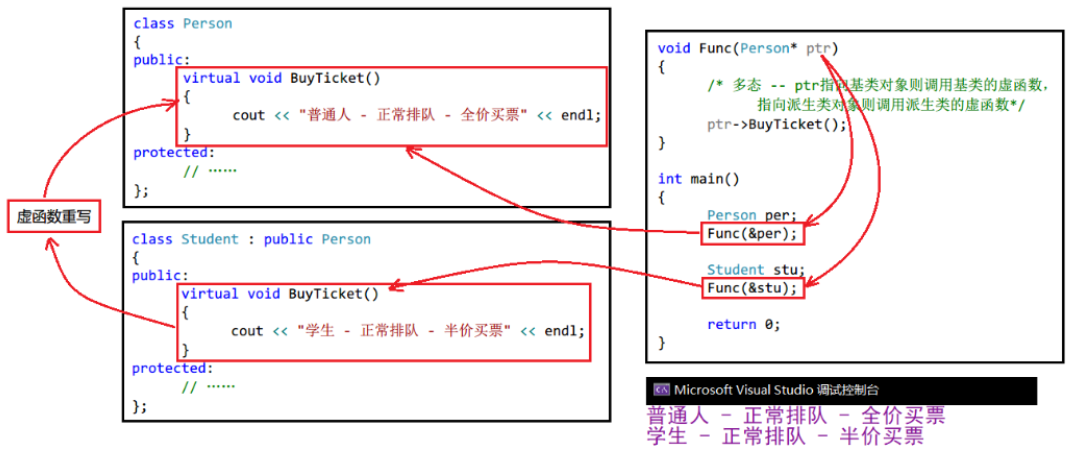 class Person
{
public:
virtual void BuyTicket()
{
cout << "普通人 - 正常排队 - 全价买票" << endl;
}
protected:
// ……
};
虚函数重写
class Student : public Person
{
public:
virtual void BuyTicket()
{
cout << "学生 - 正常排队 - 半价买票" << endl;
}
protected:
// ……
};
void Func(Person* ptr)
{
/* 多态 -- ptr指向基类对象则调用基类的虚函数，
指向派生类对象则调用派生类的虚函数*/
ptr->BuyTicket();
}
int main()
{
Person per;
Func(&per);
Student stu;
Func(&stu);
return 0;
}
Microsoft Visual Studio 调试控制台
普通人 - 正常排队 - 全价买票
学生 - 正常排队 - 半价买票